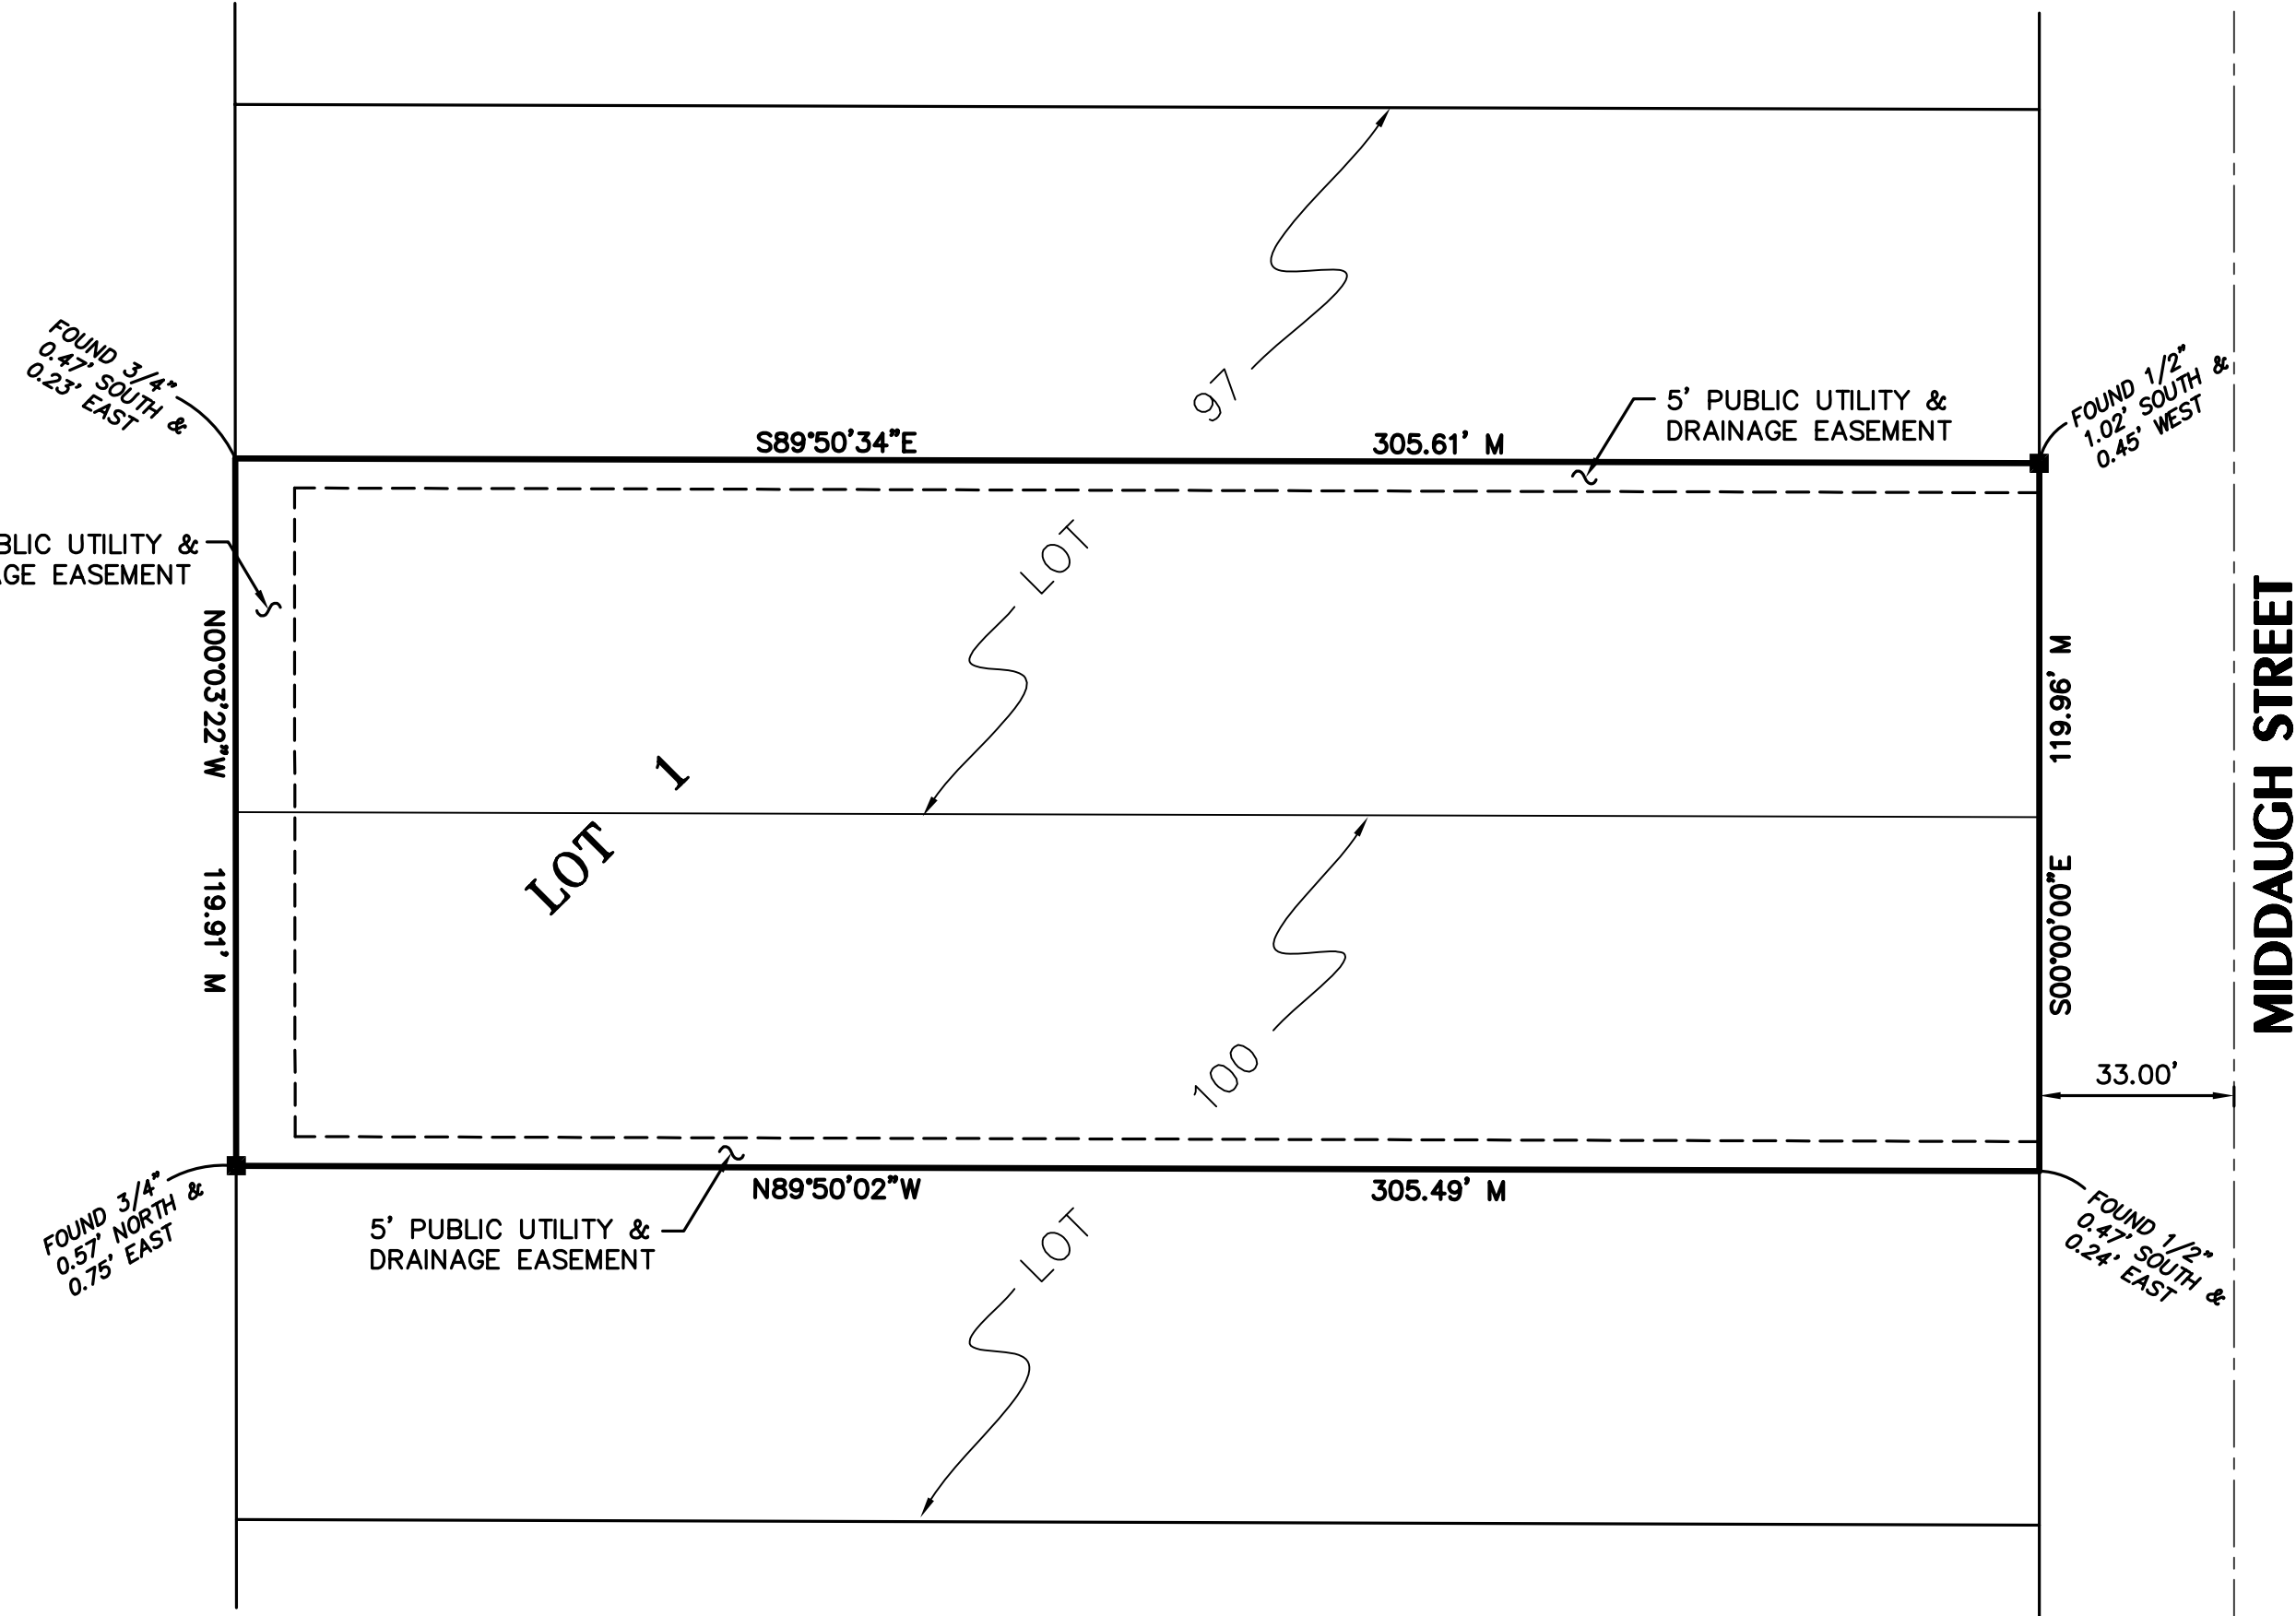 FOUND 3/4"
0.47' SOUTH &
0.23' EAST
97
FOUND 1/2"
1.02' SOUTH &
0.45' WEST
5' PUBLIC UTILITY &
DRAINAGE EASEMENT
S89°50'34"E 305.61' M
UTILITY &
EASEMENT
LOT
N00°03'22"W 119.91' M
LOT 1
119.96' M
S00°00'00"E
MIDDAUGH STREET
100
33.00'
N89°50'02"W 305.49' M
FOUND 3/4"
0.57' NORTH &
0.75' EAST
5' PUBLIC UTILITY &
DRAINAGE EASEMENT
LOT
FOUND 1/2"
0.47' SOUTH &
0.24' EAST